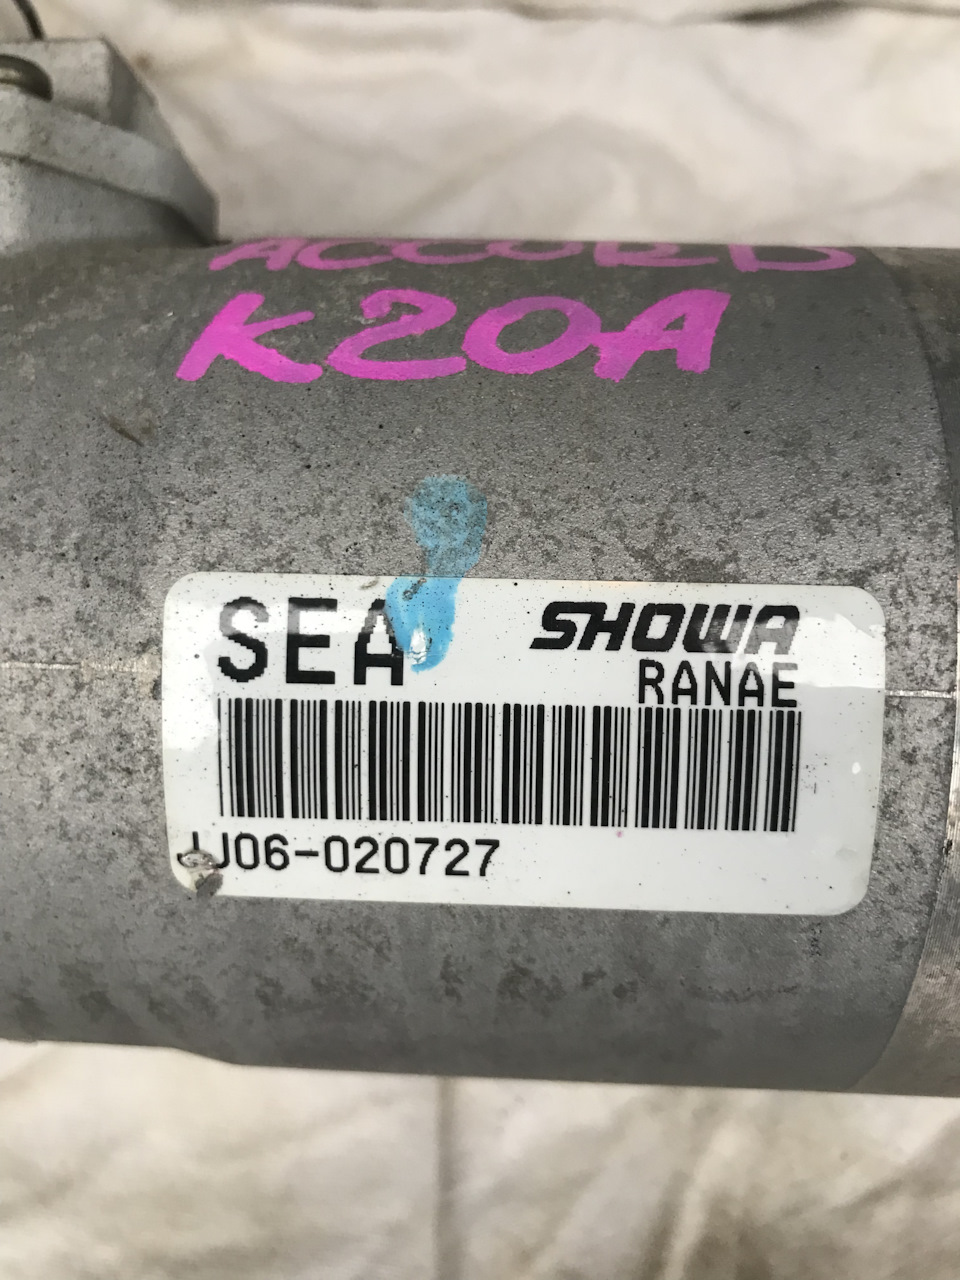 ACCORD
K20A
SEA SHOWA
RANAE
JJ06-020727